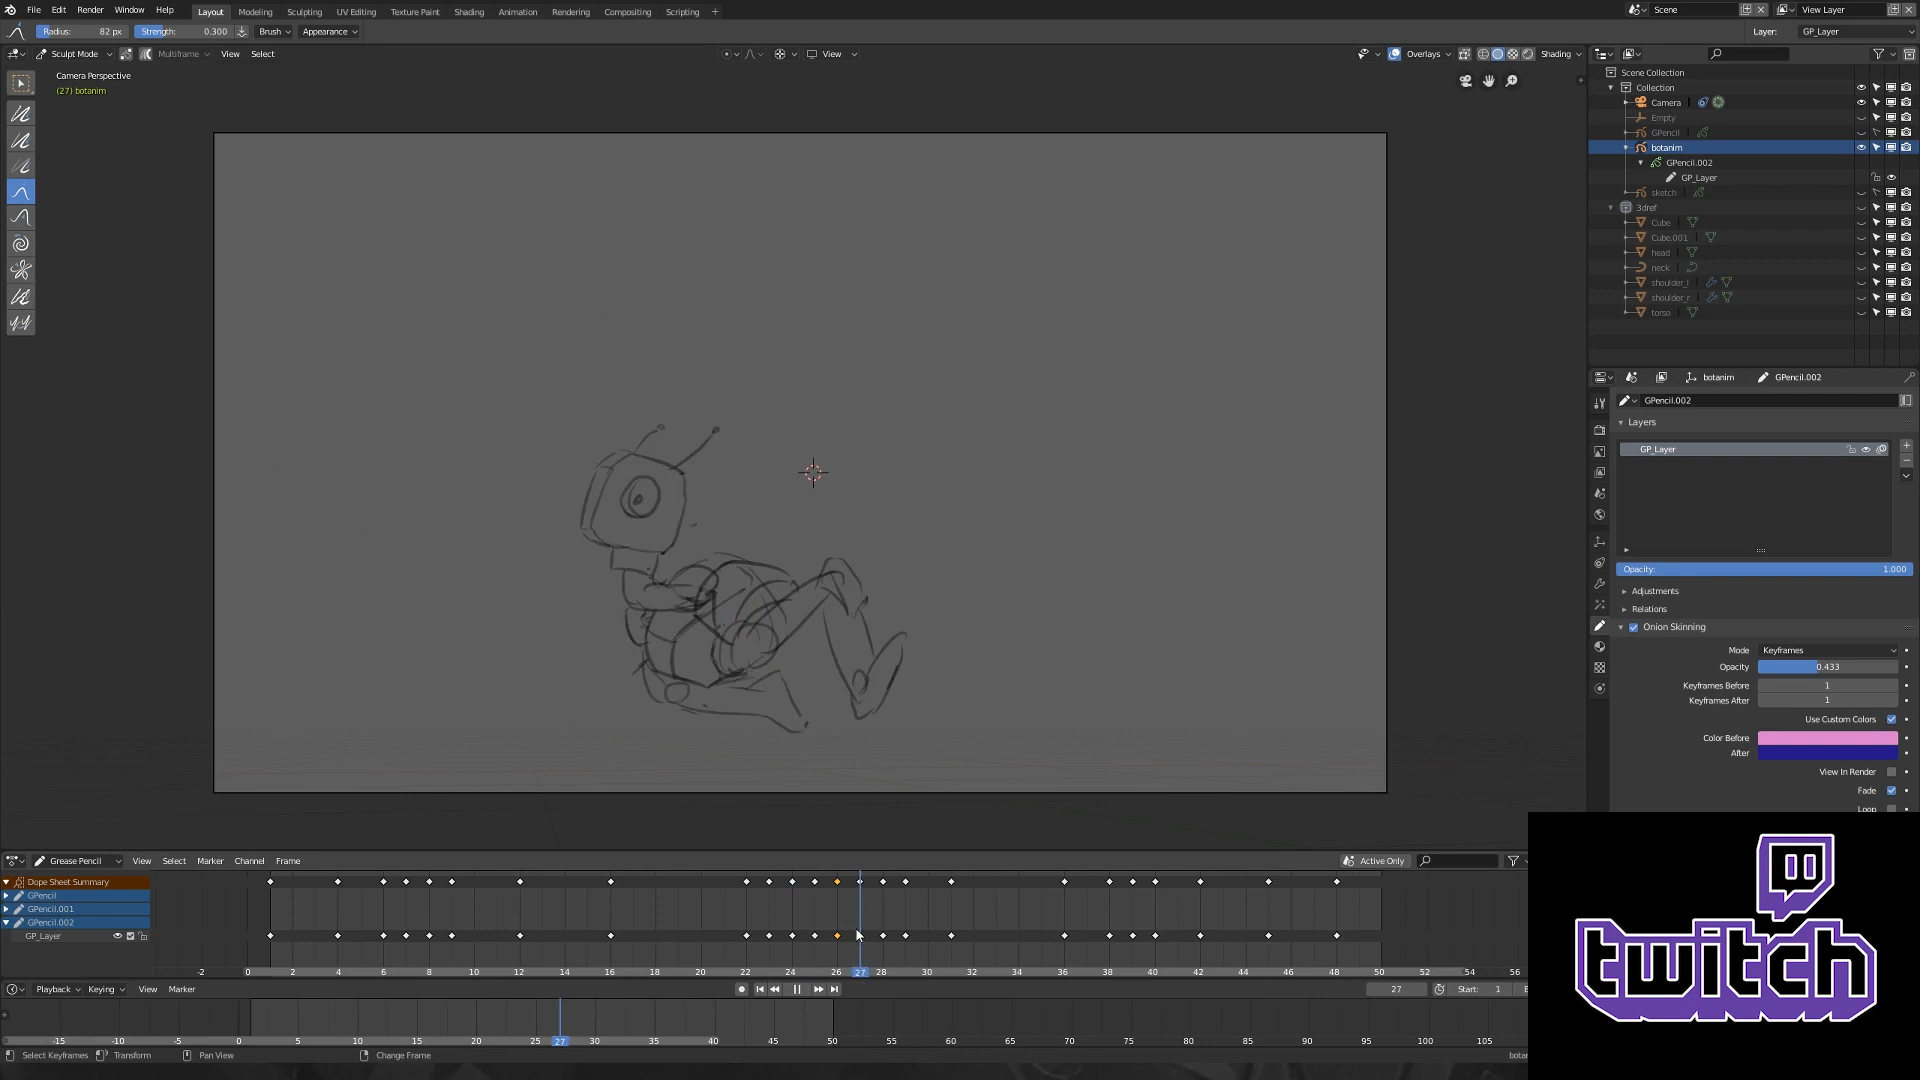 File Edit Render Window Help Layout Modeling Sculpting UV Editing Texture Paint Shading Animation Rendering Compositing Scripting + Scene View Layer
Radius: 82 px Strength: 0.300 Brush Appearance Layer: GP_Layer
Sculpt Mode Multiframe View Select View Overlays Shading
Camera Perspective
(27) botanim
Scene Collection
Collection
Camera
Empty
GPencil
botanim
GPencil.002
GP_Layer
sketch
3dref
Cube
Cube.001
head
neck
shoulder_l
shoulder_r
torso
botanim GPencil.002
GPencil.002
Layers
GP_Layer
Opacity: 1.000
Adjustments
Relations
Onion Skinning
Mode Keyframes
Opacity 0.433
Keyframes Before 1
Keyframes After 1
Use Custom Colors
Color Before
After
View In Render
Fade
Loop
Grease Pencil View Select Marker Channel Frame Active Only
Dope Sheet Summary
GPencil
GPencil.001
GPencil.002
GP_Layer
-2 0 2 4 6 8 10 12 14 16 18 20 22 24 26 27 28 30 32 34 36 38 40 42 44 46 48 50 52 54 56
Playback Keying View Marker 27 Start: 1
-15 -10 -5 0 5 10 15 20 25 27 30 35 40 45 50 55 60 65 70 75 80 85 90 95 100 105
Select Keyframes Transform Pan View Change Frame
twitch